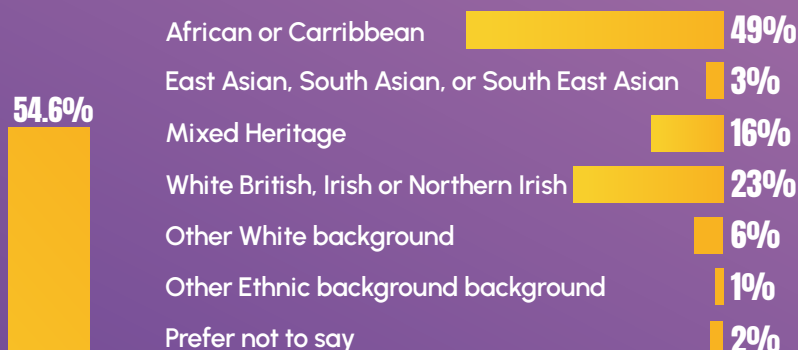 African or Carribbean 49%
East Asian, South Asian, or South East Asian 3%
54.6%
Mixed Heritage 16%
White British, Irish or Northern Irish 23%
Other White background 6%
Other Ethnic background background 1%
Prefer not to say 2%